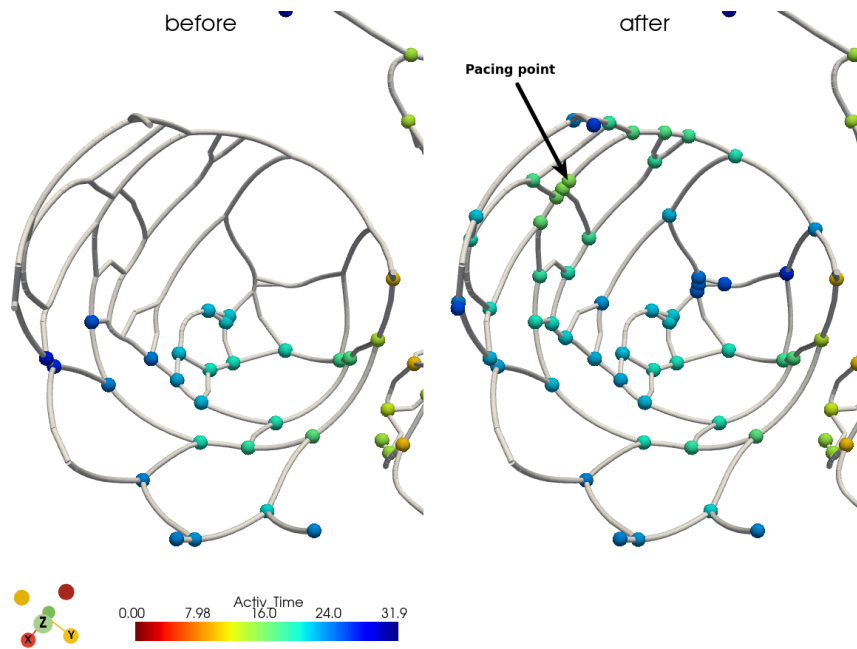 before
after
Pacing point
Activ_Time
0.00 7.98 16.0 24.0 31.9
Z
X
Y